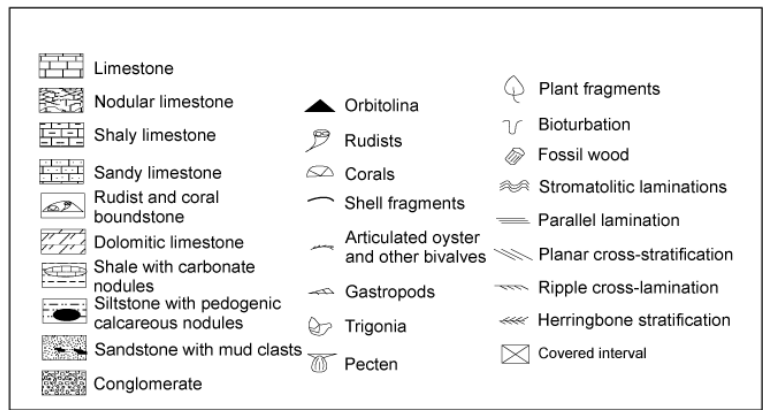 Limestone
Nodular limestone
Shaly limestone
Sandy limestone
Rudist and coral
boundstone
Dolomitic limestone
Shale with carbonate
nodules
Siltstone with pedogenic
calcareous nodules
Sandstone with mud clasts
Conglomerate
Orbitolina
Rudists
Corals
Shell fragments
Articulated oyster
and other bivalves
Gastropods
Trigonia
Pecten
Plant fragments
Bioturbation
Fossil wood
Stromatolitic laminations
Parallel lamination
Planar cross-stratification
Ripple cross-lamination
Herringbone stratification
Covered interval